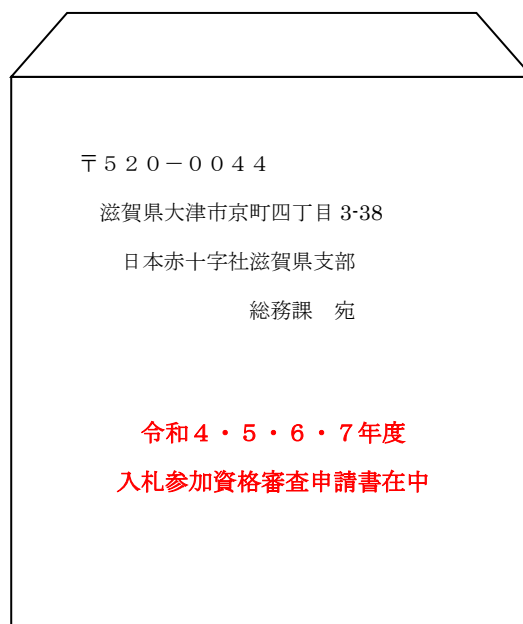 〒５２０－００４４
滋賀県大津市京町四丁目 3-38
日本赤十字社滋賀県支部
総務課　宛
令和４・５・６・７年度
入札参加資格審査申請書在中